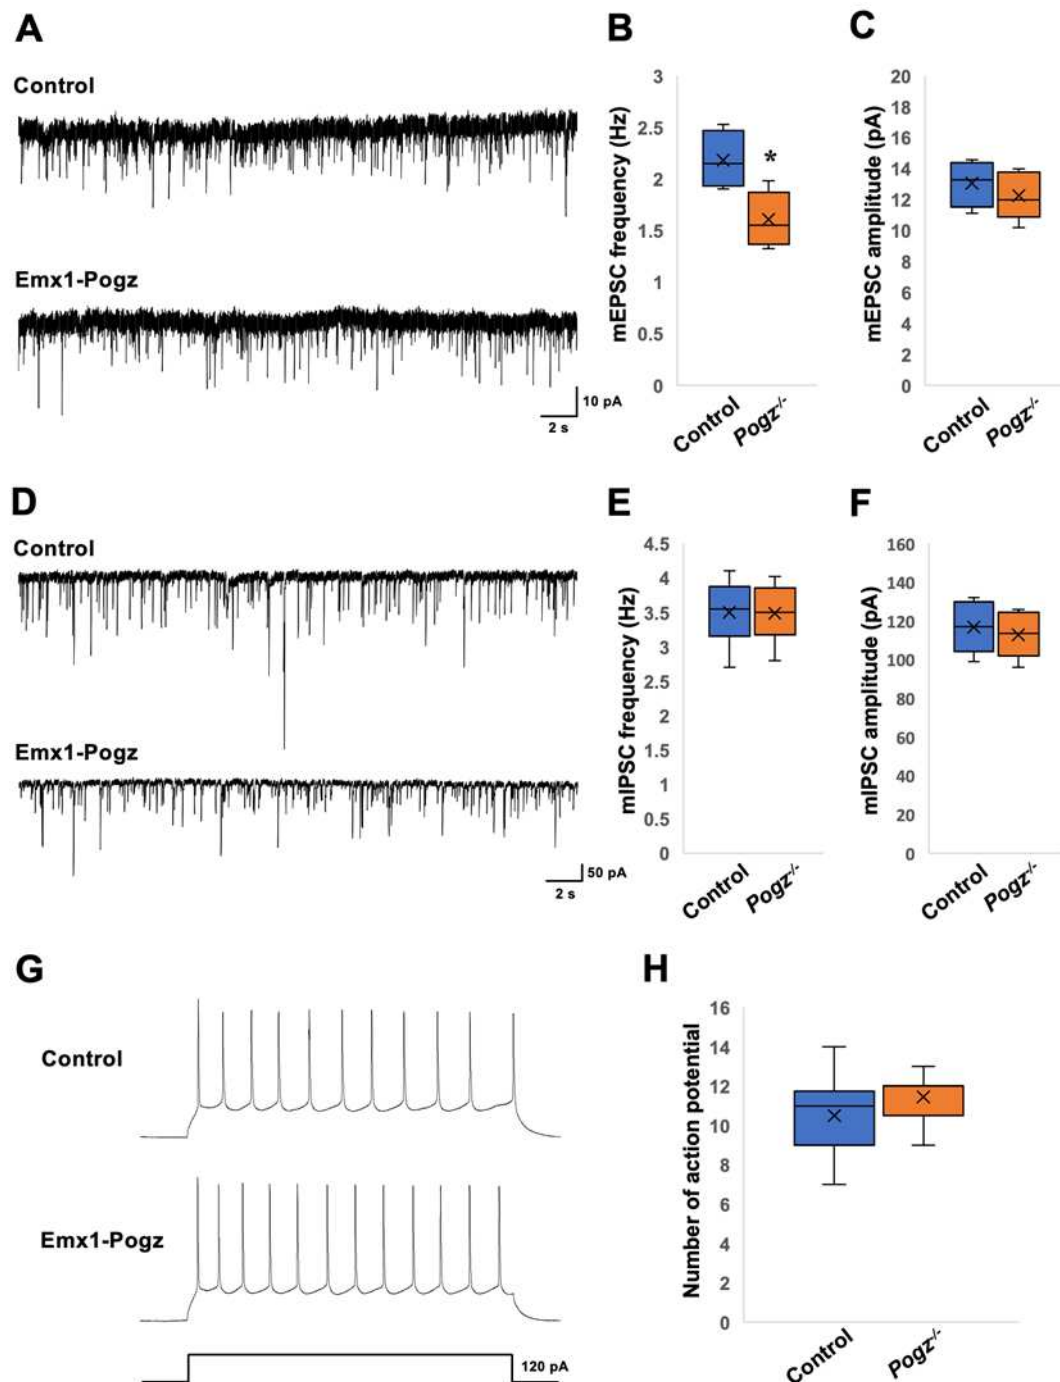 A
Control
Emx1-Pogz
10 pA
2 s
B
mEPSC frequency (Hz)
3
2.5
2
1.5
1
0.5
0
*
Control
Pogz-/-
C
mEPSC amplitude (pA)
20
18
16
14
12
10
8
6
4
2
0
Control
Pogz-/-
D
Control
Emx1-Pogz
50 pA
2 s
E
mIPSC frequency (Hz)
4.5
4
3.5
3
2.5
2
1.5
1
0.5
0
Control
Pogz-/-
F
mIPSC amplitude (pA)
160
140
120
100
80
60
40
20
0
Control
Pogz-/-
G
Control
Emx1-Pogz
120 pA
H
Number of action potential
16
14
12
10
8
6
4
2
0
Control
Pogz-/-